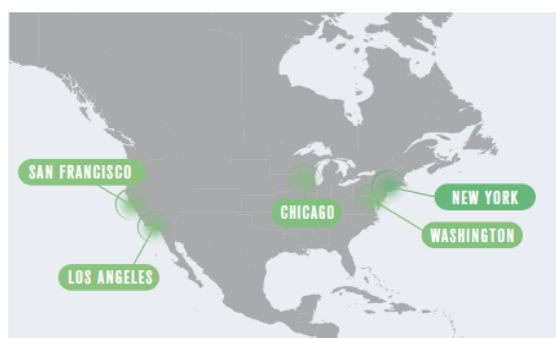 SAN FRANCISCO
NEW YORK
CHICAGO
WASHINGTON
LOS ANGELES